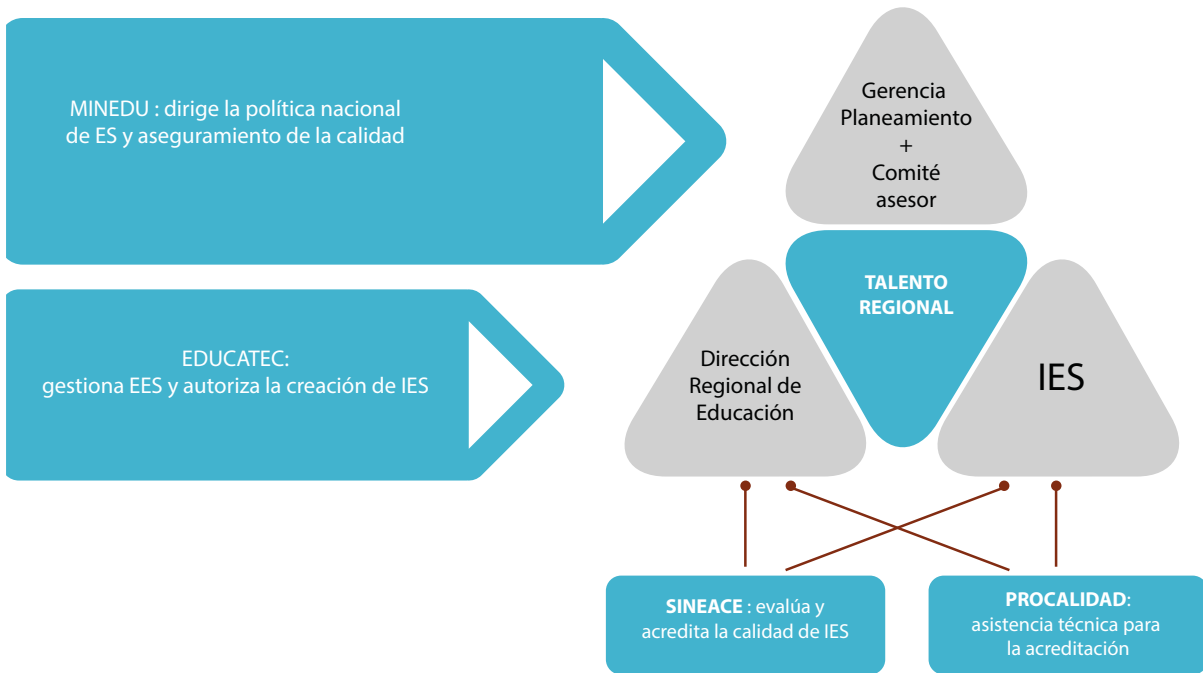 MINEDU : dirige la política nacional
de ES y aseguramiento de la calidad
Gerencia
Planeamiento
+
Comité
asesor
TALENTO
REGIONAL
EDUCATEC:
gestiona EES y autoriza la creación de IES
Dirección
Regional de
Educación
IES
SINEACE : evalúa y
acredita la calidad de IES
PROCALIDAD:
asistencia técnica para
la acreditación